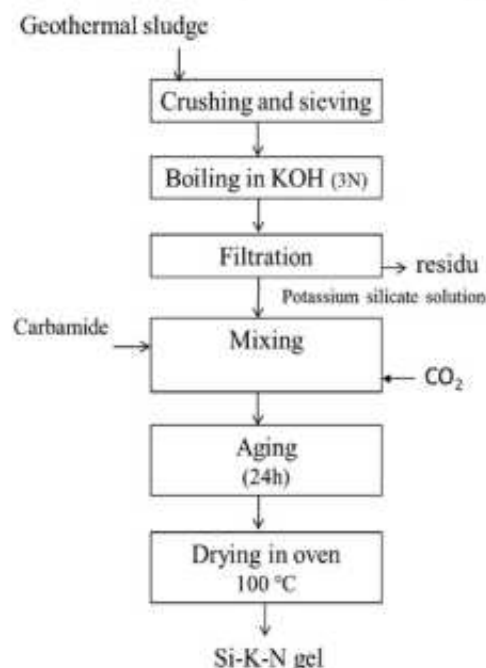 Geothermal sludge
Crushing and sieving
Boiling in KOH (3N)
Filtration
residu
Potassium silicate solution
Carbamide
Mixing
CO₂
Aging
(24h)
Drying in oven
100 °C
Si-K-N gel